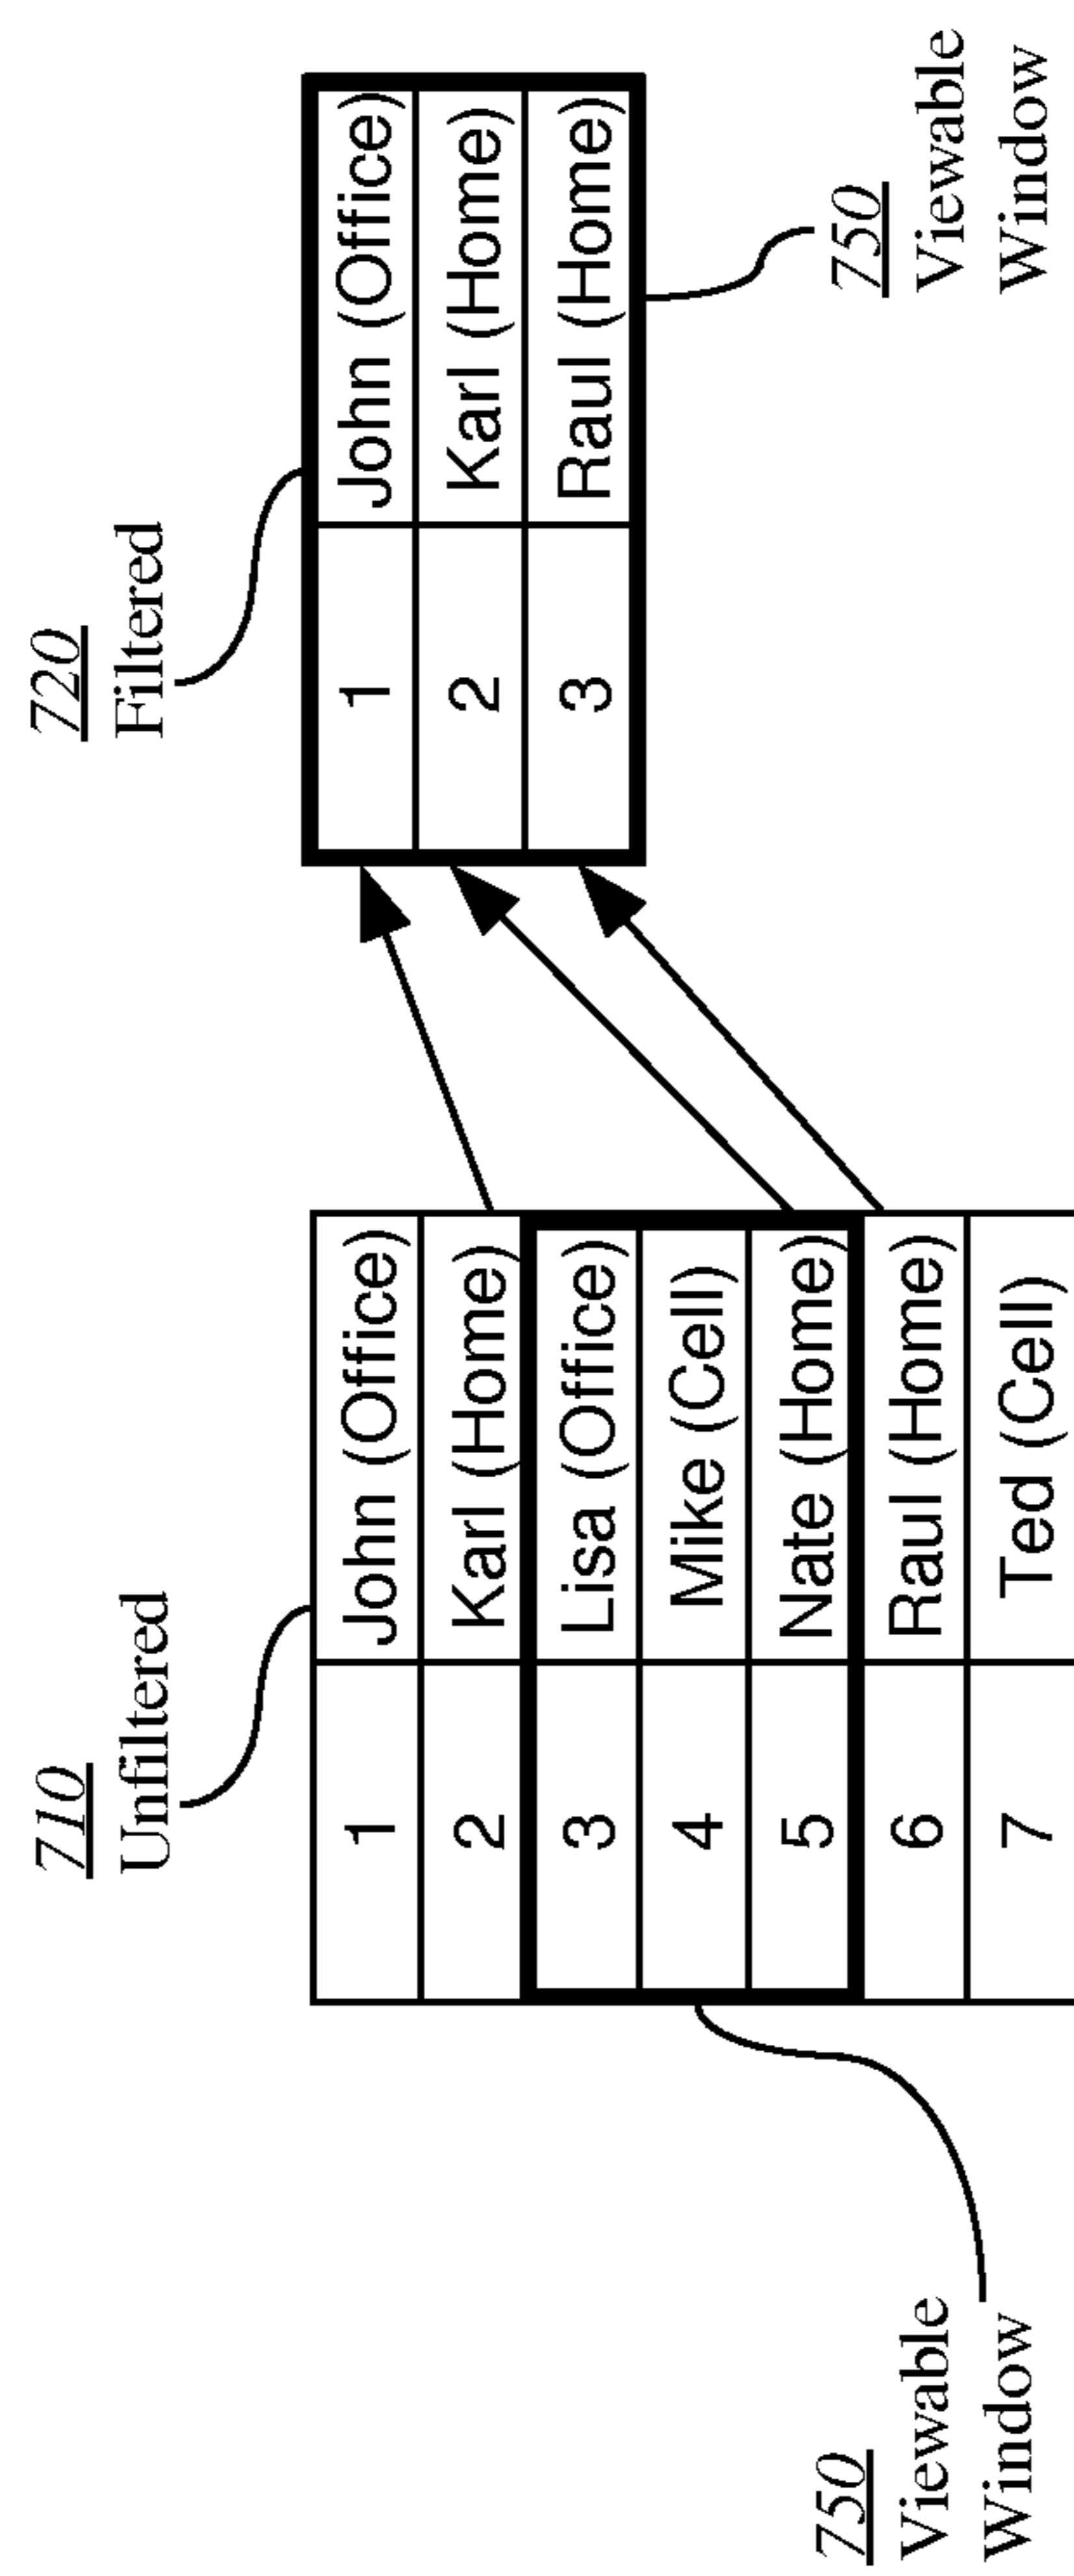 710
Unfiltered
1 John (Office)
2 Karl (Home)
3 Lisa (Office)
4 Mike (Cell)
5 Nate (Home)
6 Raul (Home)
7 Ted (Cell)
750
Viewable
Window
720
Filtered
1 John (Office)
2 Karl (Home)
3 Raul (Home)
750
Viewable
Window